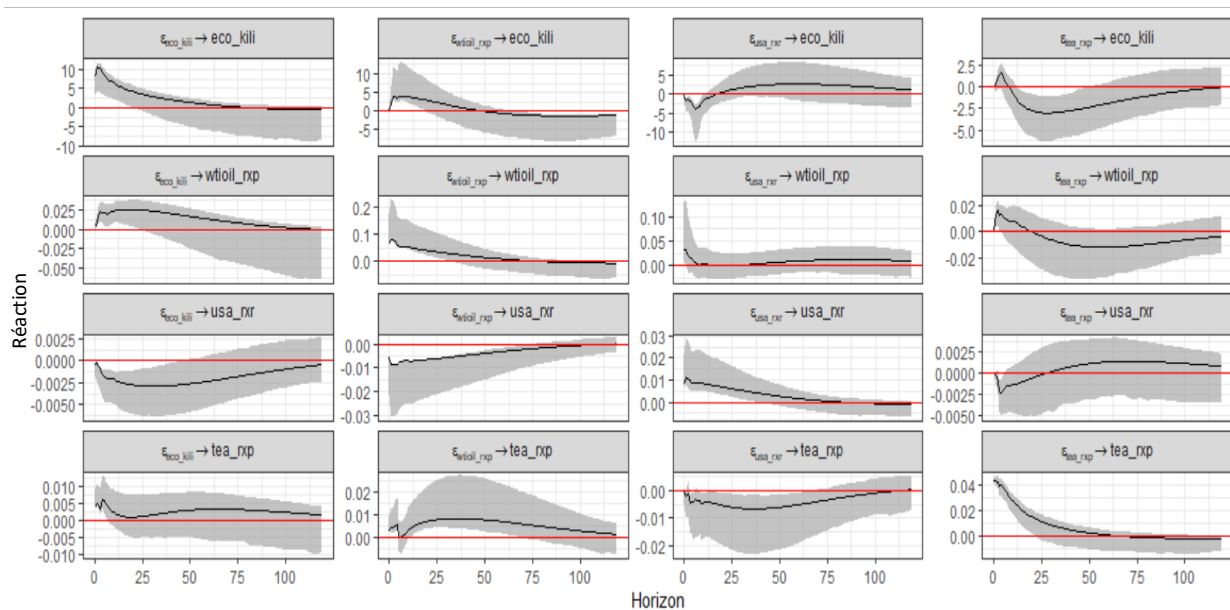 ε_eco_kili → eco_kili ε_wtioil_rxp → eco_kili ε_usa_rxr → eco_kili ε_tea_rxp → eco_kili
10 10 5 2.5
5 5 0 0.0
0 0 -5 -2.5
-5 -5 -10 -5.0
-10
ε_eco_kili → wtioil_rxp ε_wtioil_rxp → wtioil_rxp ε_usa_rxr → wtioil_rxp ε_tea_rxp → wtioil_rxp
0.025 0.2 0.10 0.02
0.000 0.1 0.05 0.00
-0.025 0.0 0.00 -0.02
-0.050
ε_eco_kili → usa_rxr ε_wtioil_rxp → usa_rxr ε_usa_rxr → usa_rxr ε_tea_rxp → usa_rxr
0.0025 0.00 0.03 0.0025
0.0000 -0.01 0.02 0.0000
-0.0025 -0.02 0.01 -0.0025
-0.0050 -0.03 0.00 -0.0050
ε_eco_kili → tea_rxp ε_wtioil_rxp → tea_rxp ε_usa_rxr → tea_rxp ε_tea_rxp → tea_rxp
0.010 0.02 0.00 0.04
0.005 0.01 -0.01 0.02
0.000 0.00 -0.02 0.00
-0.005
-0.010
0 25 50 75 100 0 25 50 75 100 0 25 50 75 100 0 25 50 75 100
Réaction
Horizon